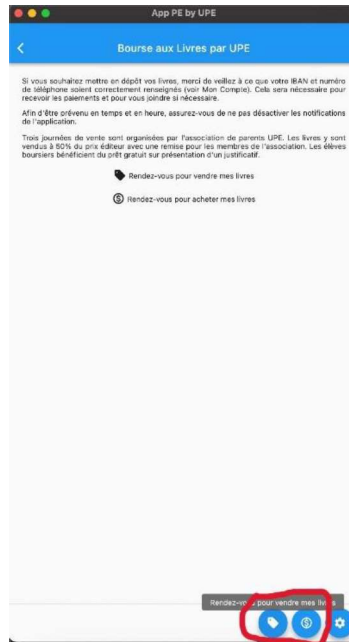 App PE by UPE
Bourse aux Livres par UPE
Si vous souhaitez mettre en dépôt vos livres, merci de veillez à ce que votre IBAN et numéro
de téléphone soient correctement renseignés (voir Mon Compte). Cela sera nécessaire pour
recevoir les paiements et pour vous joindre si nécessaire.
Afin d'être prévenu en temps et en heure, assurez-vous de ne pas désactiver les notifications
de l'application.
Trois journées de vente sont organisées par l'association de parents UPE. Les livres y sont
vendus à 60% du prix éditeur avec une remise pour les membres de l'association. Les élèves
boursiers bénéficient du prêt gratuit sur présentation d'un justificatif.
Rendez-vous pour vendre mes livres
Rendez-vous pour acheter mes livres
Rendez-vous pour vendre mes livres